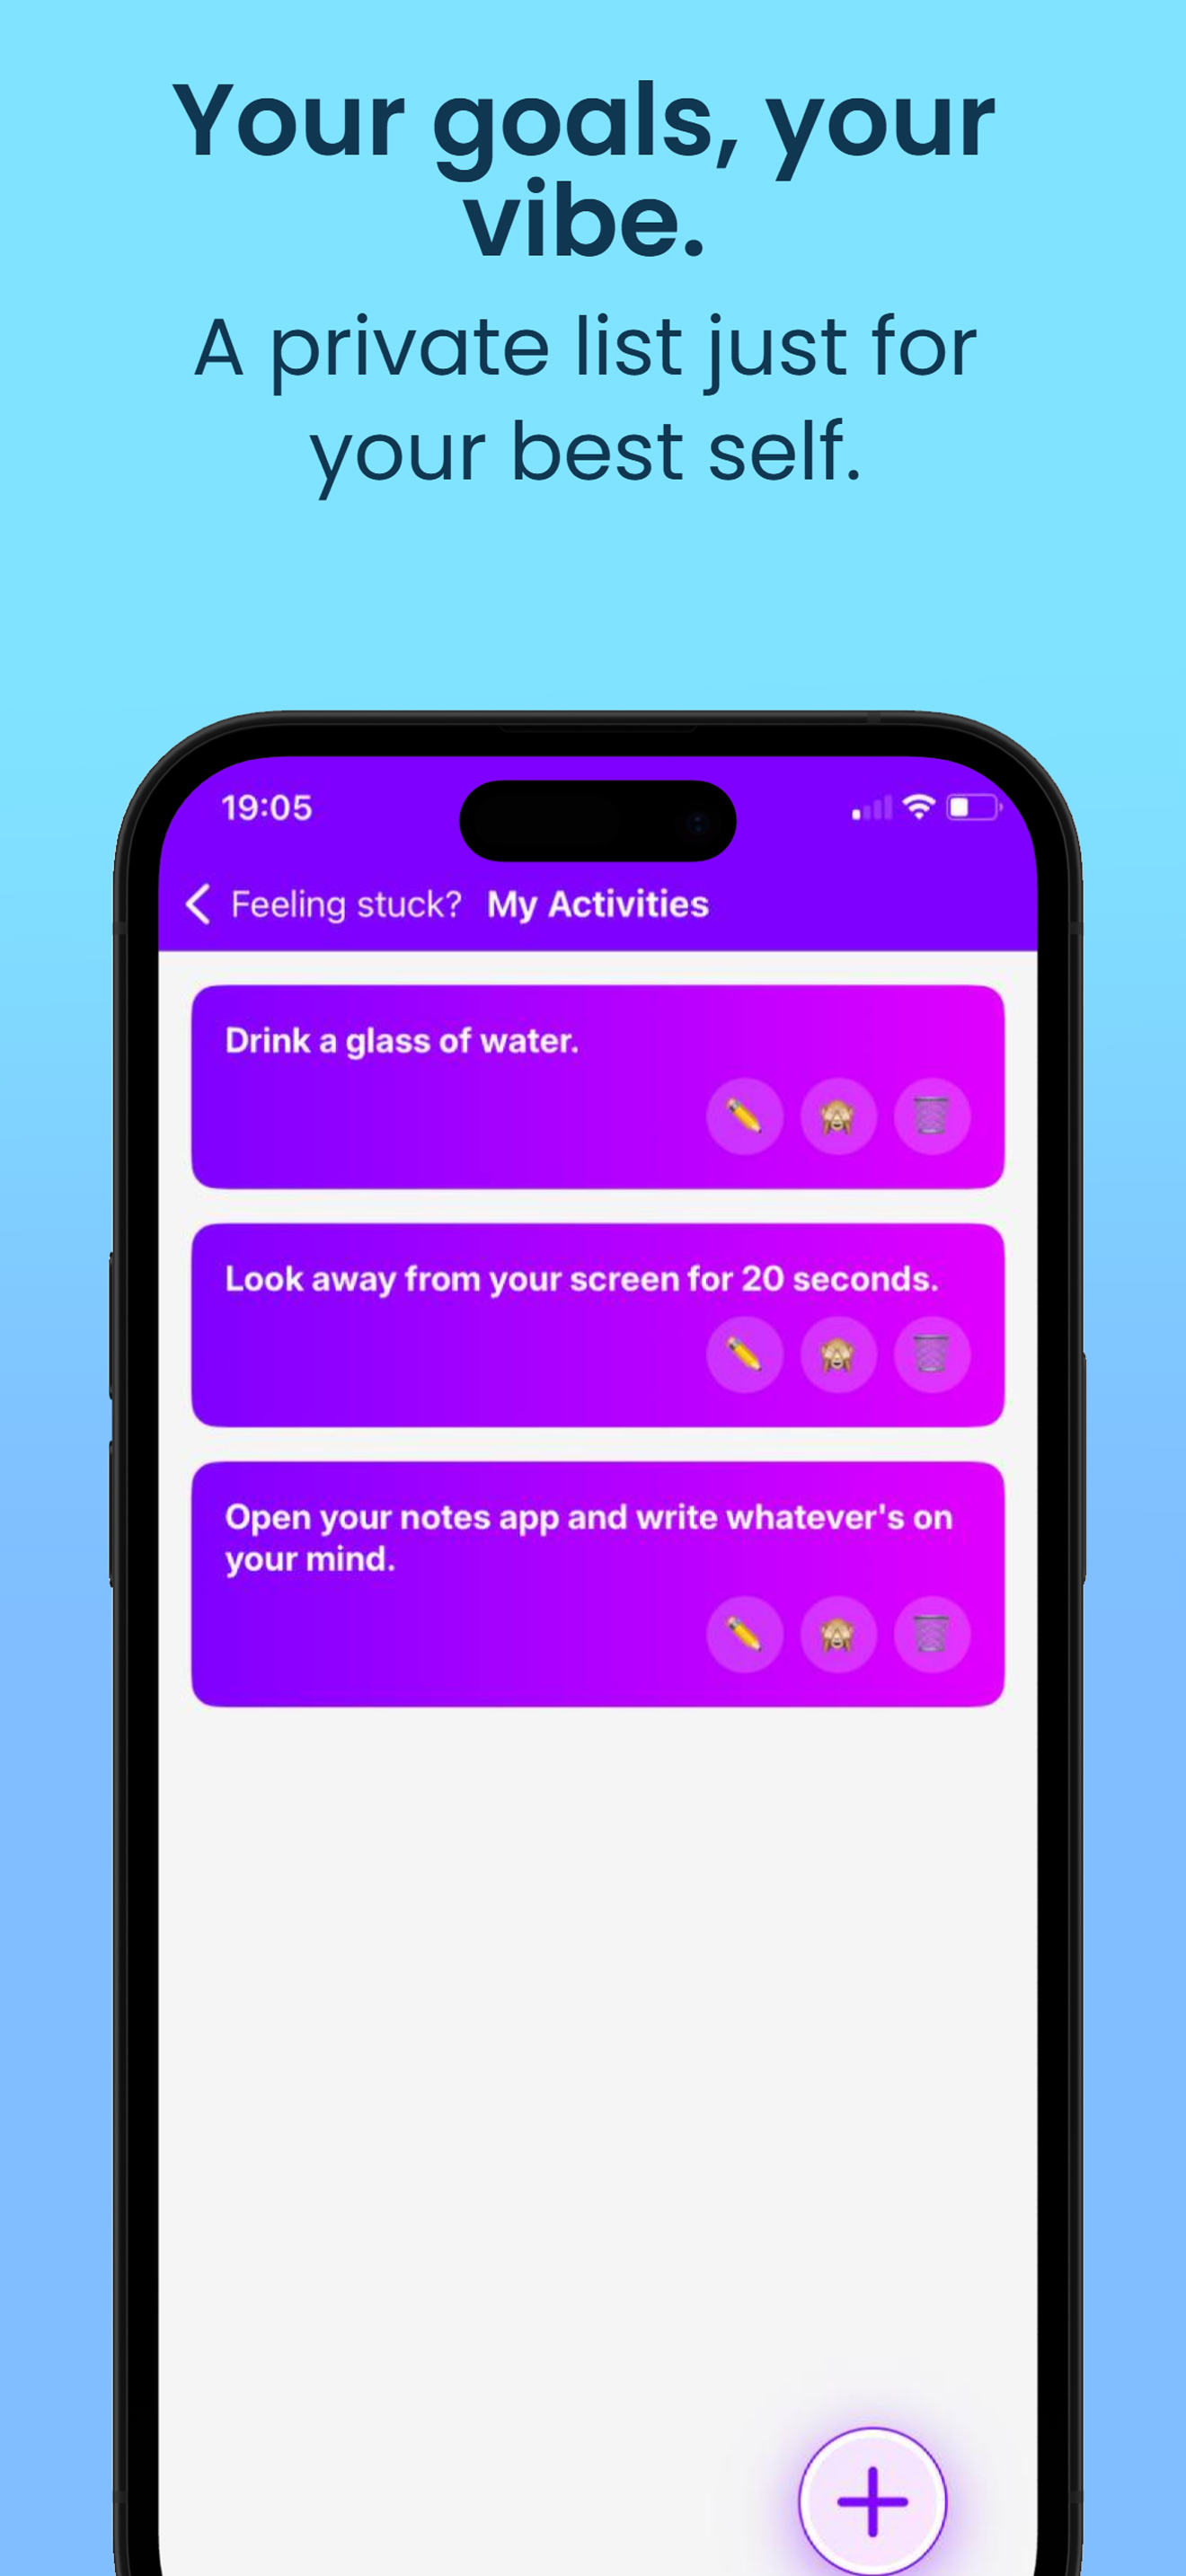 Your goals, your
vibe.
A private list just for
your best self.
19:05
Feeling stuck? My Activities
Drink a glass of water.
Look away from your screen for 20 seconds.
Open your notes app and write whatever's on
your mind.